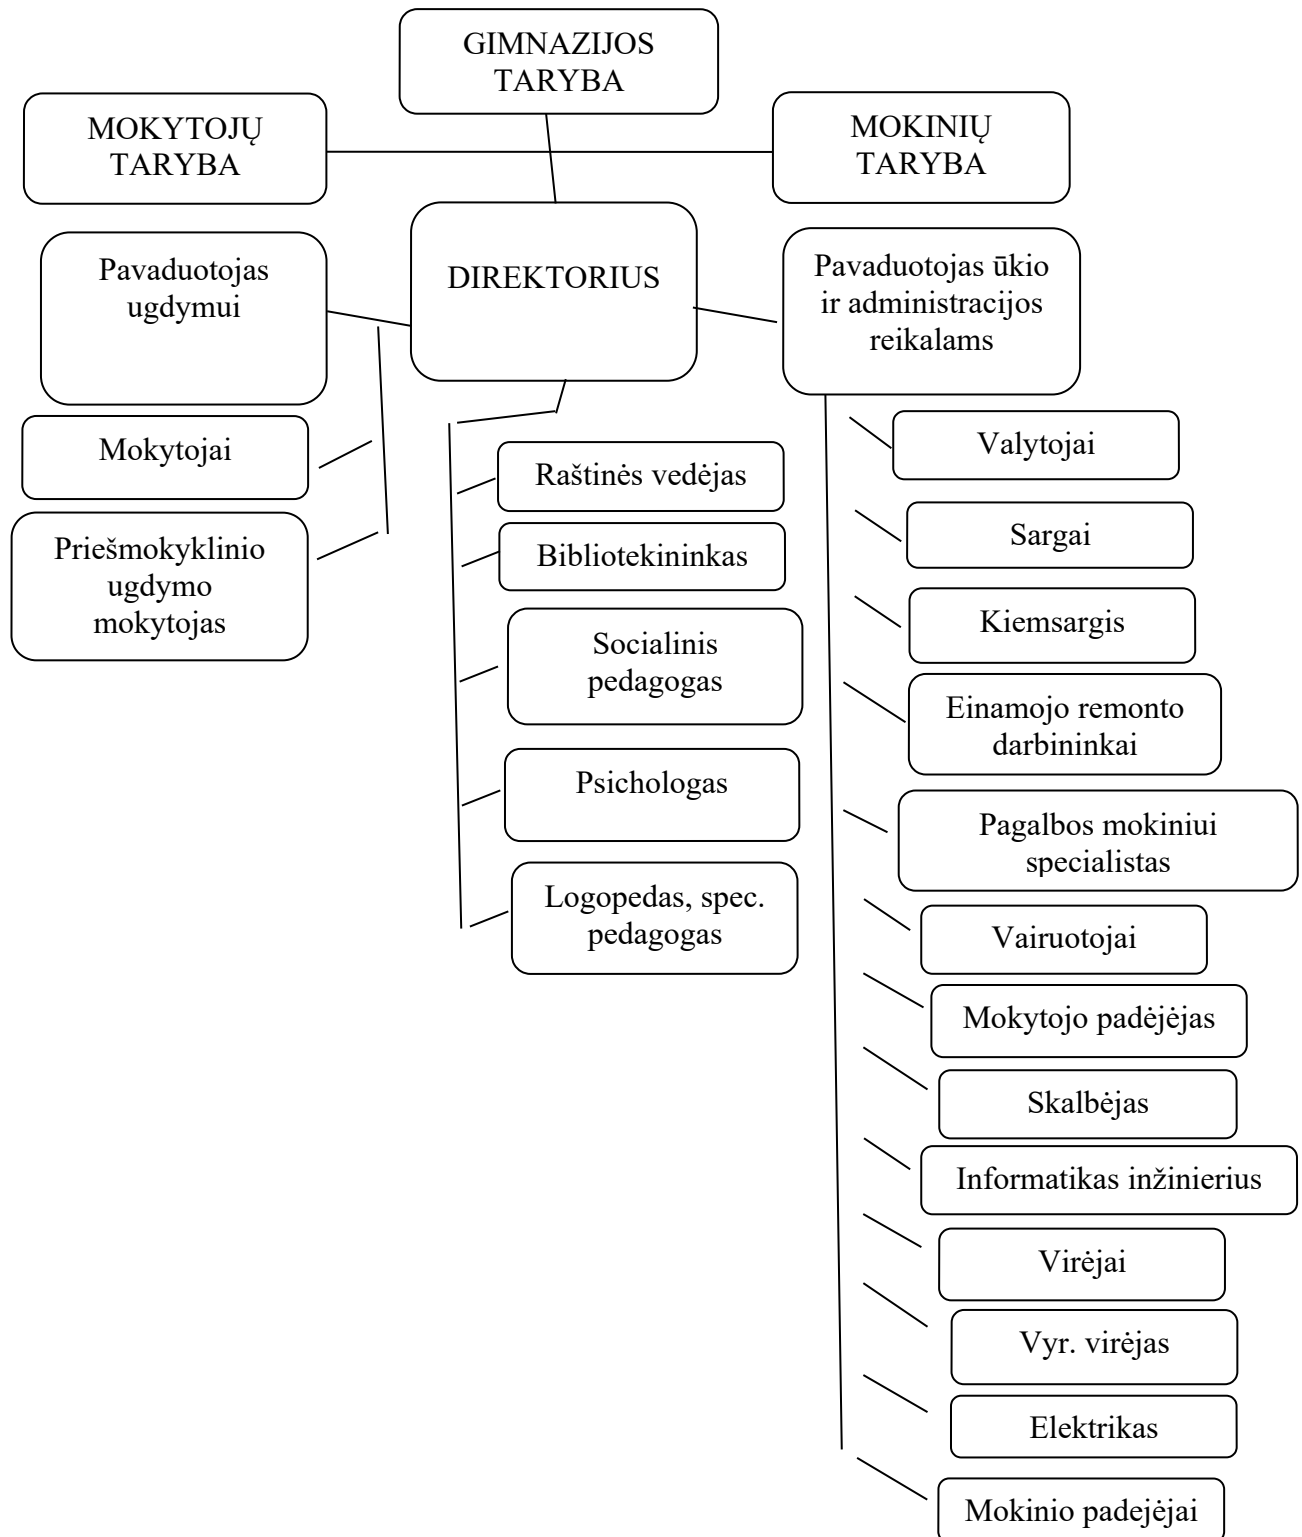 GIMNAZIJOS
TARYBA
MOKYTOJŲ
TARYBA
MOKINIŲ
TARYBA
Pavaduotojas
ugdymui
DIREKTORIUS
Pavaduotojas ūkio
ir administracijos
reikalams
Mokytojai
Priešmokyklinio
ugdymo
mokytojas
Raštinės vedėjas
Bibliotekininkas
Socialinis
pedagogas
Psichologas
Logopedas, spec.
pedagogas
Valytojai
Sargai
Kiemsargis
Einamojo remonto
darbininkai
Pagalbos mokiniui
specialistas
Vairuotojai
Mokytojo padėjėjas
Skalbėjas
Informatikas inžinierius
Virėjai
Vyr. virėjas
Elektrikas
Mokinio padejėjai